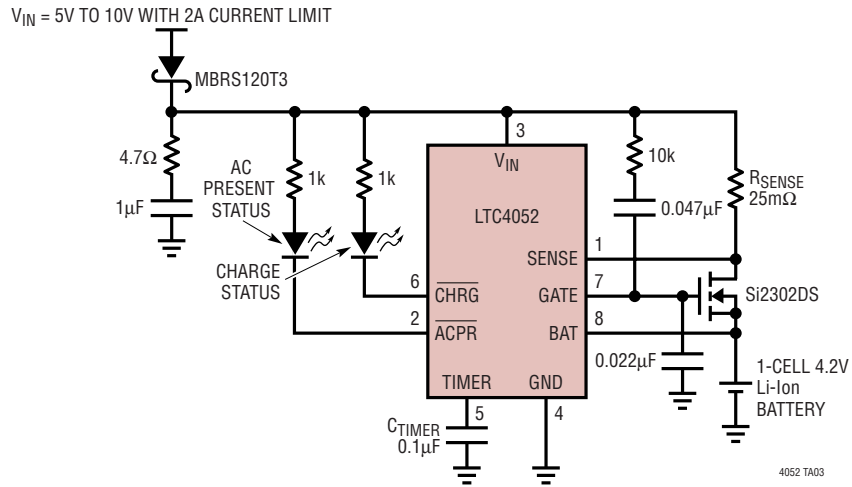 VIN = 5V TO 10V WITH 2A CURRENT LIMIT
MBRS120T3
4.7Ω
1µF
AC
PRESENT
STATUS
1k
1k
CHARGE
STATUS
3
VIN
LTC4052
10k
0.047µF
RSENSE
25mΩ
SENSE
1
6
CHRG
GATE
7
Si2302DS
2
ACPR
BAT
8
0.022µF
TIMER
GND
5
4
CTIMER
0.1µF
1-CELL 4.2V
Li-Ion
BATTERY
4052 TA03